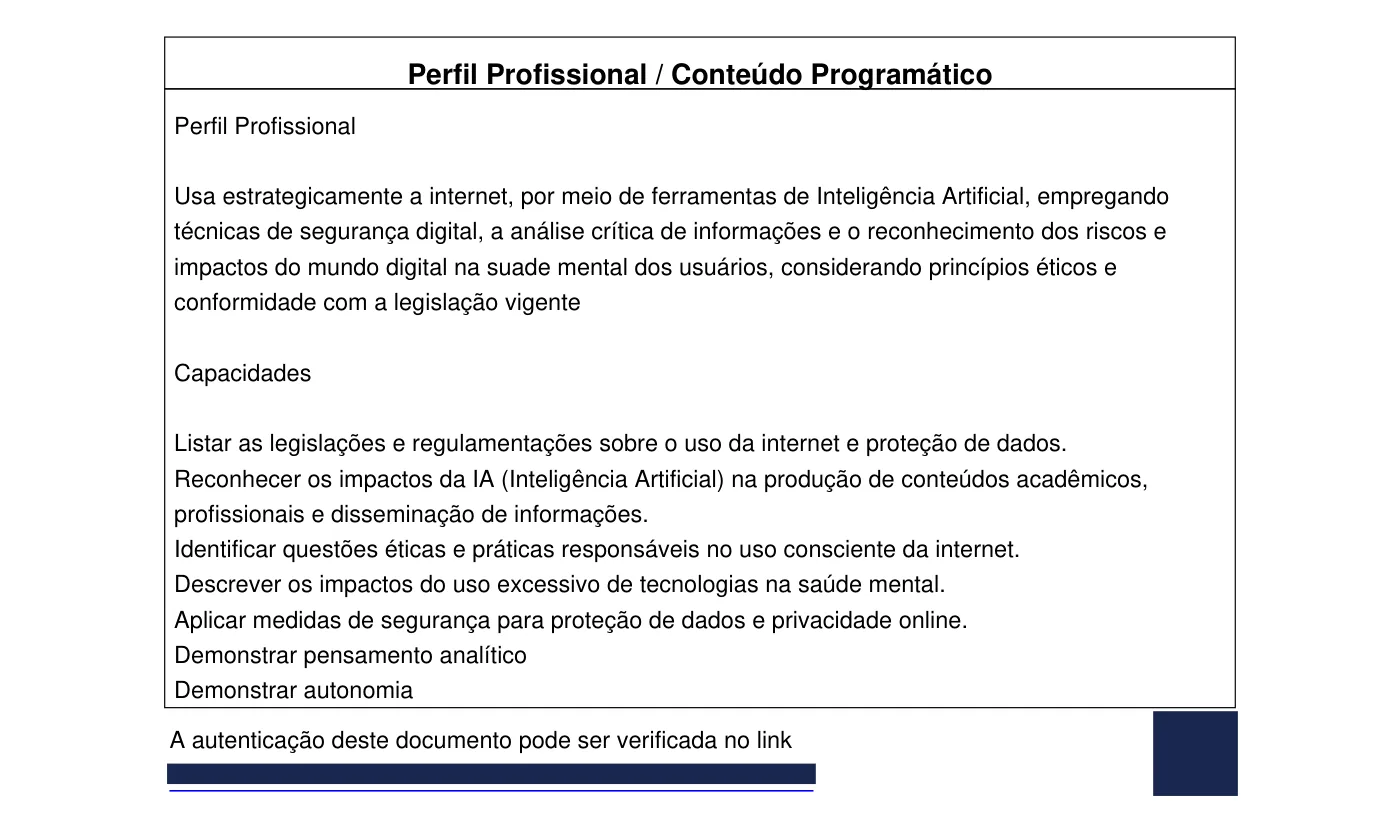 Perfil Profissional / Conteúdo Programático
Perfil Profissional
Usa estrategicamente a internet, por meio de ferramentas de Inteligência Artificial, empregando
técnicas de segurança digital, a análise crítica de informações e o reconhecimento dos riscos e
impactos do mundo digital na suade mental dos usuários, considerando princípios éticos e
conformidade com a legislação vigente
Capacidades
Listar as legislações e regulamentações sobre o uso da internet e proteção de dados.
Reconhecer os impactos da IA (Inteligência Artificial) na produção de conteúdos acadêmicos,
profissionais e disseminação de informações.
Identificar questões éticas e práticas responsáveis no uso consciente da internet.
Descrever os impactos do uso excessivo de tecnologias na saúde mental.
Aplicar medidas de segurança para proteção de dados e privacidade online.
Demonstrar pensamento analítico
Demonstrar autonomia
A autenticação deste documento pode ser verificada no link